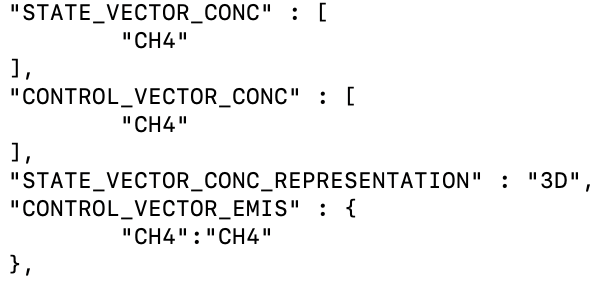 "STATE_VECTOR_CONC" : [
        "CH4"
],
"CONTROL_VECTOR_CONC" : [
        "CH4"
],
"STATE_VECTOR_CONC_REPRESENTATION" : "3D",
"CONTROL_VECTOR_EMIS" : {
        "CH4":"CH4"
},